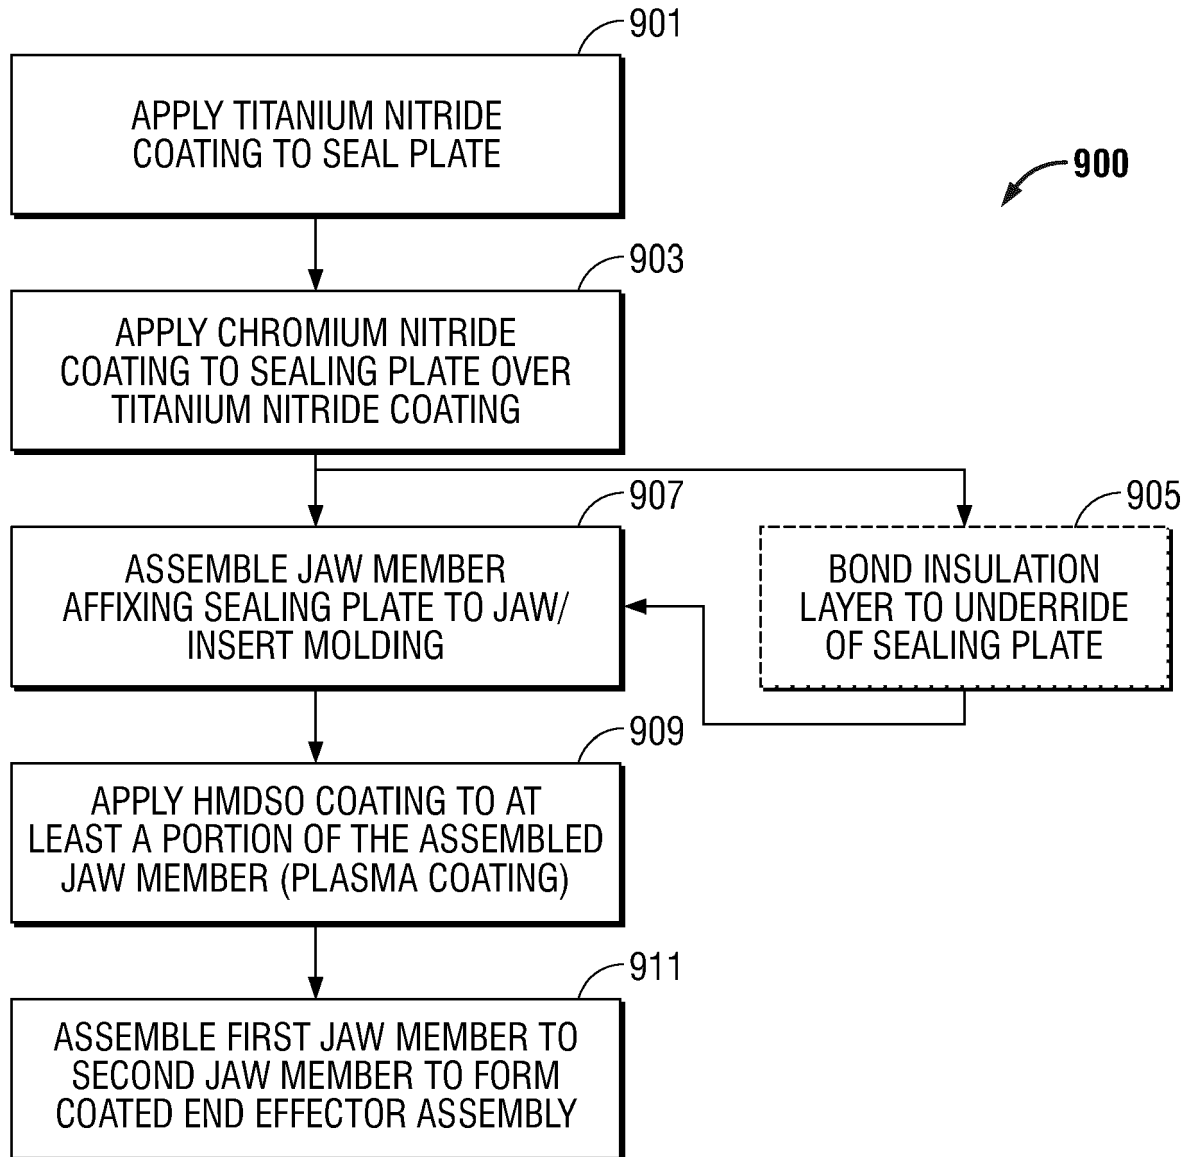 901
APPLY TITANIUM NITRIDE
COATING TO SEAL PLATE
900
903
APPLY CHROMIUM NITRIDE
COATING TO SEALING PLATE OVER
TITANIUM NITRIDE COATING
907
ASSEMBLE JAW MEMBER
AFFIXING SEALING PLATE TO JAW/
INSERT MOLDING
905
BOND INSULATION
LAYER TO UNDERRIDE
OF SEALING PLATE
909
APPLY HMDSO COATING TO AT
LEAST A PORTION OF THE ASSEMBLED
JAW MEMBER (PLASMA COATING)
911
ASSEMBLE FIRST JAW MEMBER TO
SECOND JAW MEMBER TO FORM
COATED END EFFECTOR ASSEMBLY